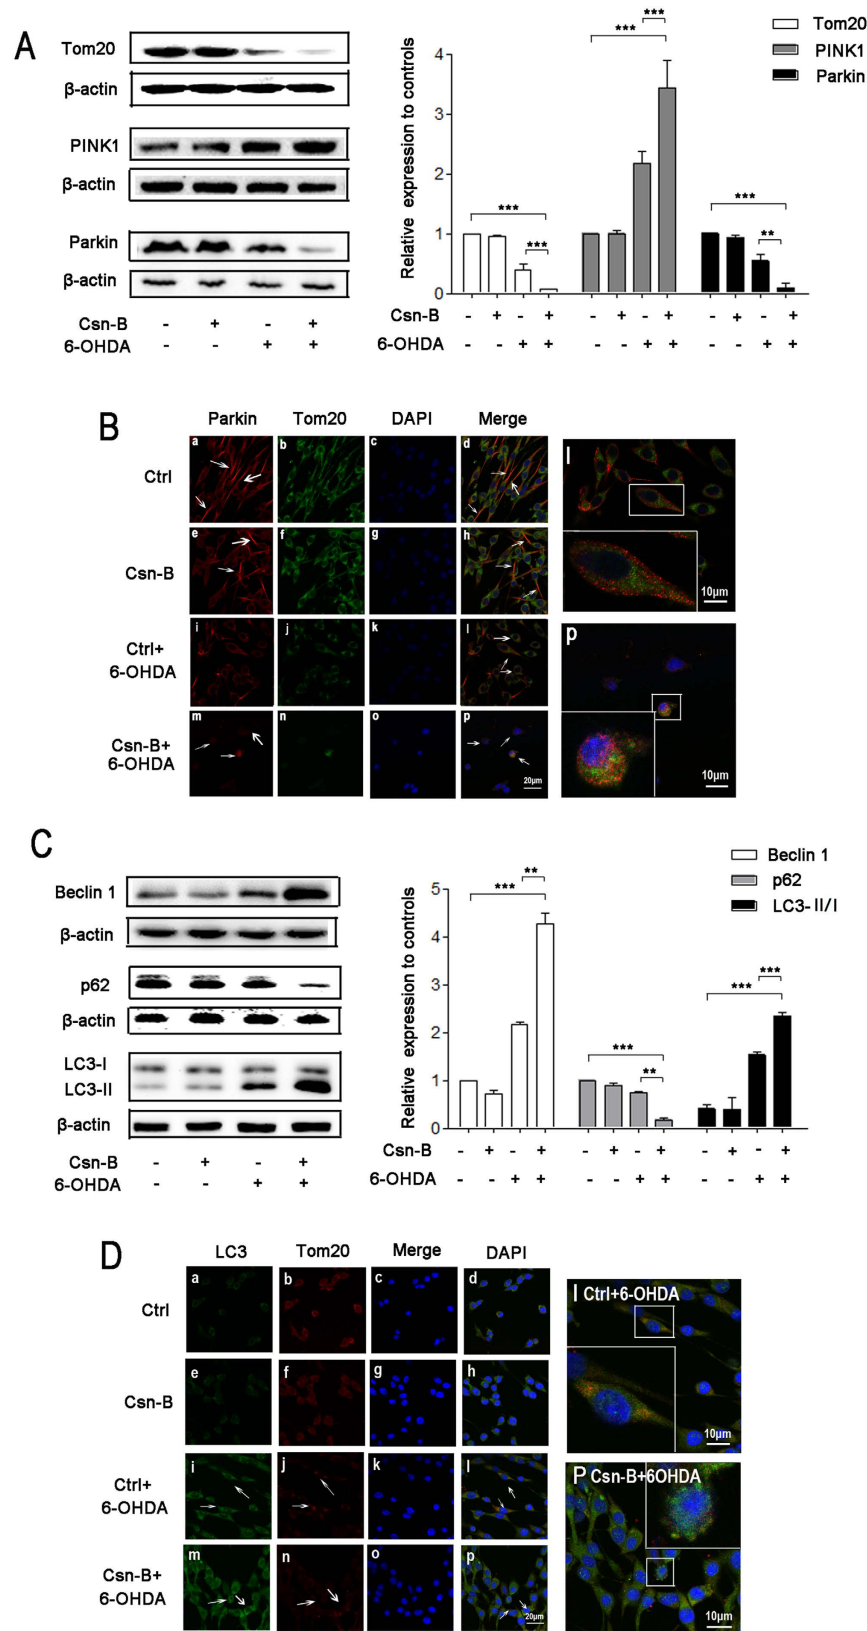 A
Tom20
β-actin
PINK1
β-actin
Parkin
β-actin
Csn-B - + - +
6-OHDA - - + +
Relative expression to controls
4
3
2
1
0
***
***
***
***
***
**
Tom20
PINK1
Parkin
Csn-B - + - + - + - + - + - +
6-OHDA - - + + - - + + - - + +
B
Parkin Tom20 DAPI Merge
Ctrl
a b c d
Csn-B
e f g h
Ctrl+
6-OHDA
i j k l
Csn-B+
6-OHDA
m n o p
20μm
l
10μm
p
10μm
C
Beclin 1
β-actin
p62
β-actin
LC3-I
LC3-II
β-actin
Csn-B - + - +
6-OHDA - - + +
Relative expression to controls
5
4
3
2
1
0
***
**
***
**
***
***
Beclin 1
p62
LC3-II/I
Csn-B - + - + - + - + - + - +
6-OHDA - - + + - - + + - - + +
D
LC3 Tom20 Merge DAPI
Ctrl
a b c d
Csn-B
e f g h
Ctrl+
6-OHDA
i j k l
Csn-B+
6-OHDA
m n o p
20μm
l Ctrl+6-OHDA
10μm
P Csn-B+6OHDA
10μm